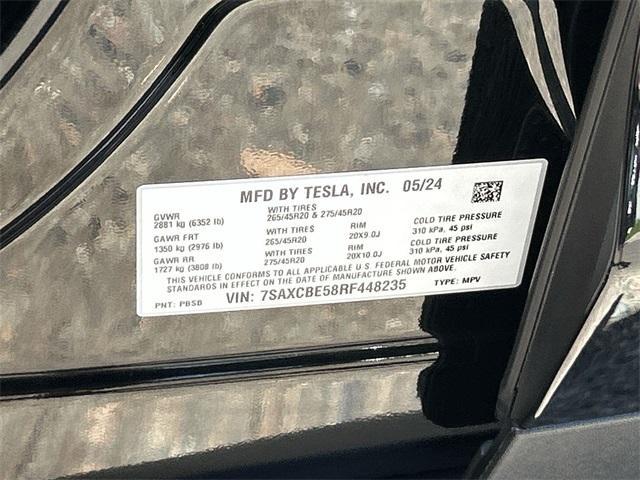 MFD BY TESLA, INC. 05/24
GVWR
2881 kg (6352 lb)
WITH TIRES
265/45R20 & 275/45R20
GAWR FRT
1350 kg (2976 lb)
WITH TIRES
265/45R20
RIM
20X9.0J
COLD TIRE PRESSURE
310 kPa, 45 psi
GAWR RR
1727 kg (3808 lb)
WITH TIRES
275/45R20
RIM
20X10.0J
COLD TIRE PRESSURE
310 kPa, 45 psi
THIS VEHICLE CONFORMS TO ALL APPLICABLE U.S. FEDERAL MOTOR VEHICLE SAFETY
STANDARDS IN EFFECT ON THE DATE OF MANUFACTURE SHOWN ABOVE.
PNT: PBSB VIN: 7SAXCBE58RF448235 TYPE: MPV